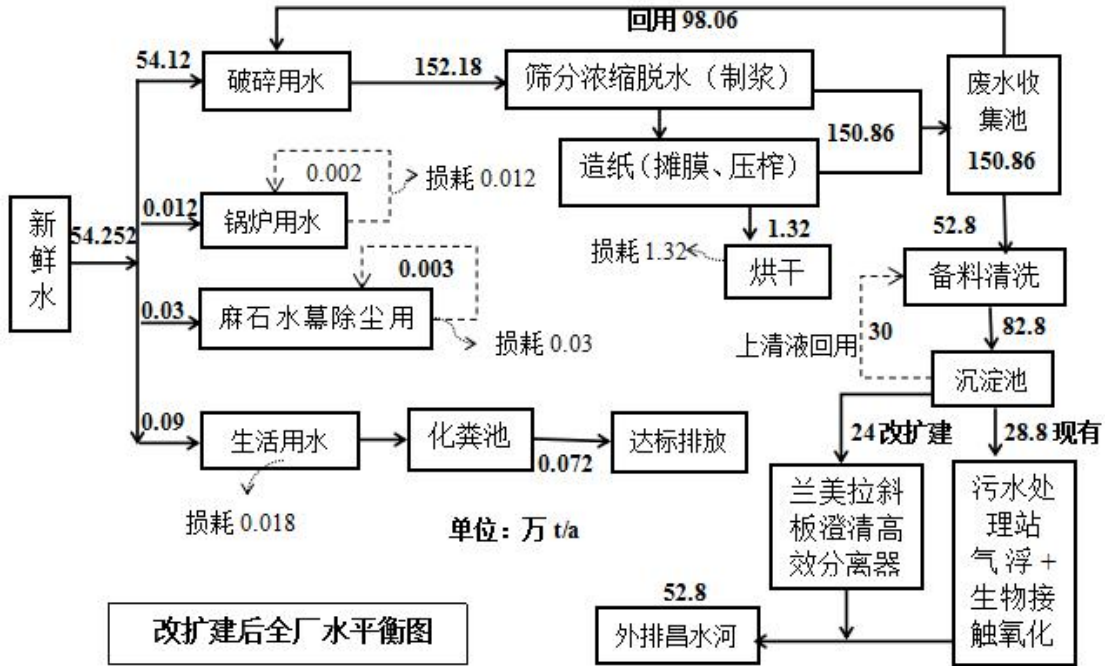 回用 98.06
54.12
破碎用水
152.18
筛分浓缩脱水（制浆）
废水收
集池
150.86
150.86
造纸（摊膜、压榨）
0.002
损耗 0.012
新
鲜
水
54.252
0.012
锅炉用水
1.32
损耗 1.32
烘干
52.8
备料清洗
0.003
0.03
麻石水幕除尘用
损耗 0.03
30
82.8
上清液回用
沉淀池
0.09
生活用水
化粪池
0.072
达标排放
24 改扩建
28.8 现有
损耗 0.018
单位：万 t/a
兰美拉斜
板澄清高
效分离器
污水处
理站
气浮+
生物接
触氧化
52.8
外排昌水河
改扩建后全厂水平衡图